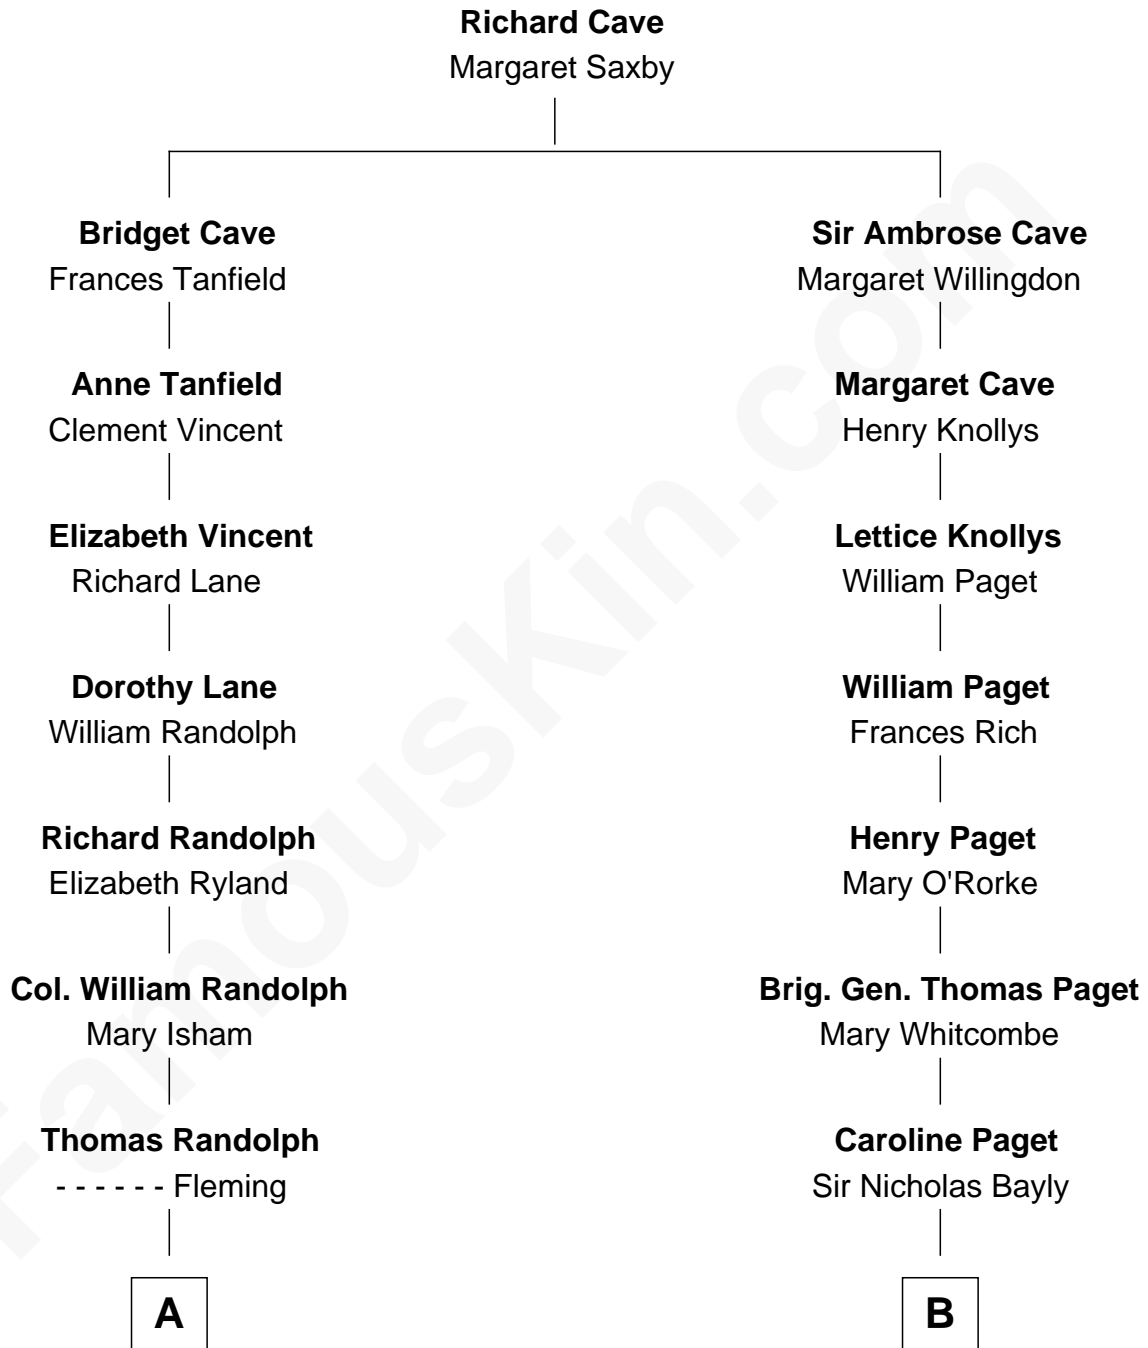 Richard Cave
Margaret Saxby
Bridget Cave
Frances Tanfield
Sir Ambrose Cave
Margaret Willingdon
Anne Tanfield
Clement Vincent
Margaret Cave
Henry Knollys
Elizabeth Vincent
Richard Lane
Lettice Knollys
William Paget
Dorothy Lane
William Randolph
William Paget
Frances Rich
Richard Randolph
Elizabeth Ryland
Henry Paget
Mary O'Rorke
Col. William Randolph
Mary Isham
Brig. Gen. Thomas Paget
Mary Whitcombe
Thomas Randolph
- - - - - - Fleming
Caroline Paget
Sir Nicholas Bayly
A
B
FamousKin.com